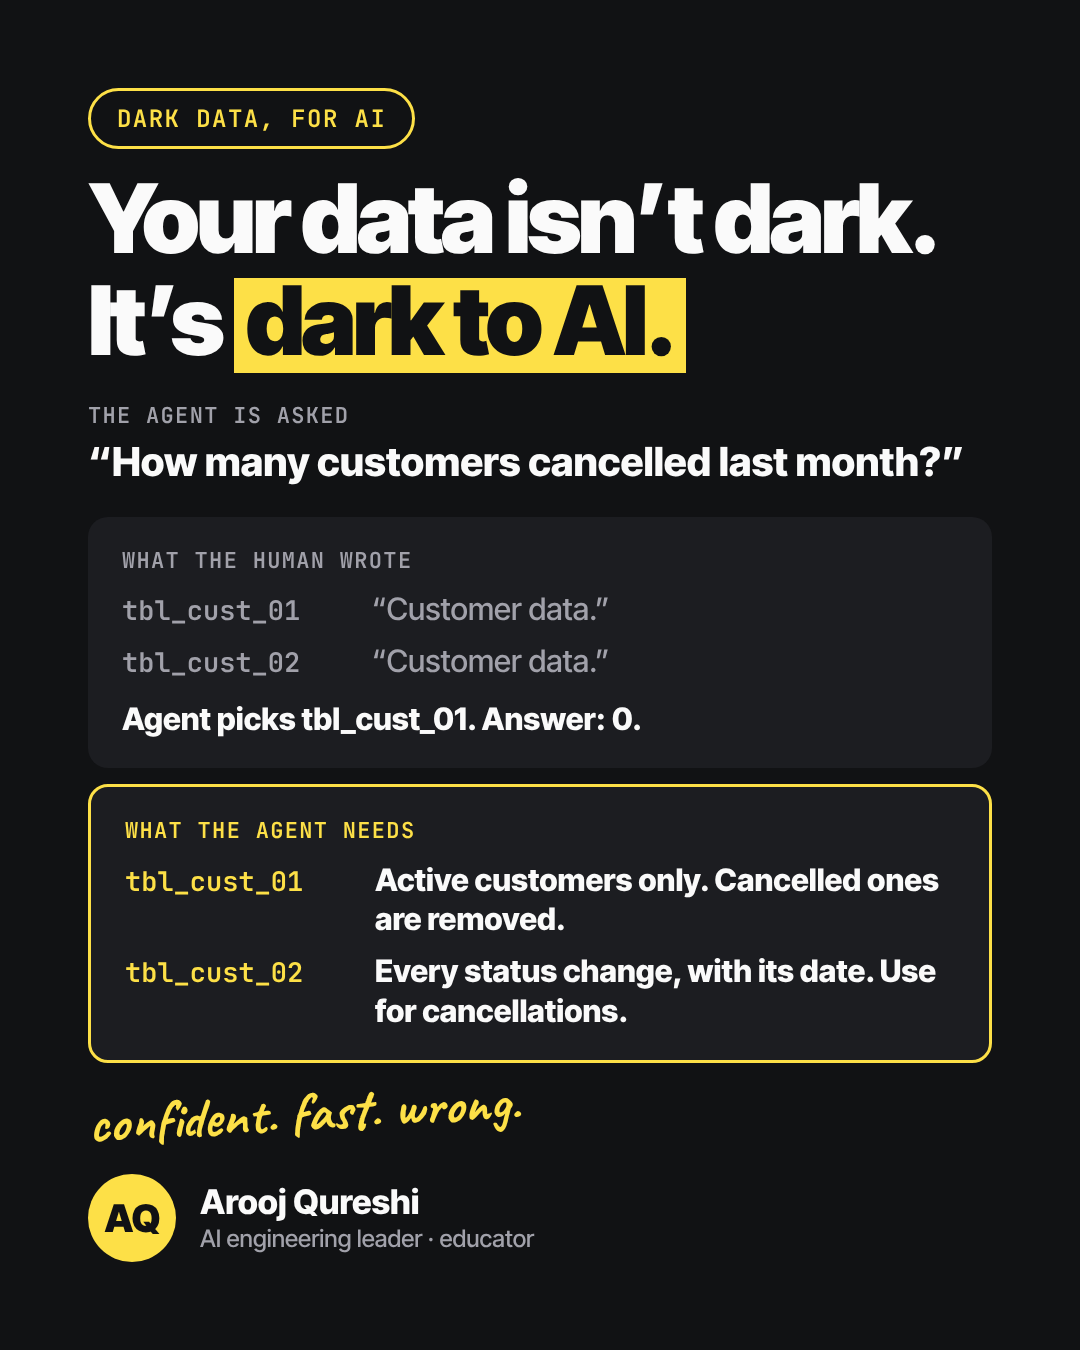 DARK DATA, FOR AI
Your data isn’t dark.
It’s dark to AI.
THE AGENT IS ASKED
“How many customers cancelled last month?”
WHAT THE HUMAN WROTE
tbl_cust_01 “Customer data.”
tbl_cust_02 “Customer data.”
Agent picks tbl_cust_01. Answer: 0.
WHAT THE AGENT NEEDS
tbl_cust_01 Active customers only. Cancelled ones
are removed.
tbl_cust_02 Every status change, with its date. Use
for cancellations.
confident. fast. wrong.
AQ
Arooj Qureshi
AI engineering leader · educator